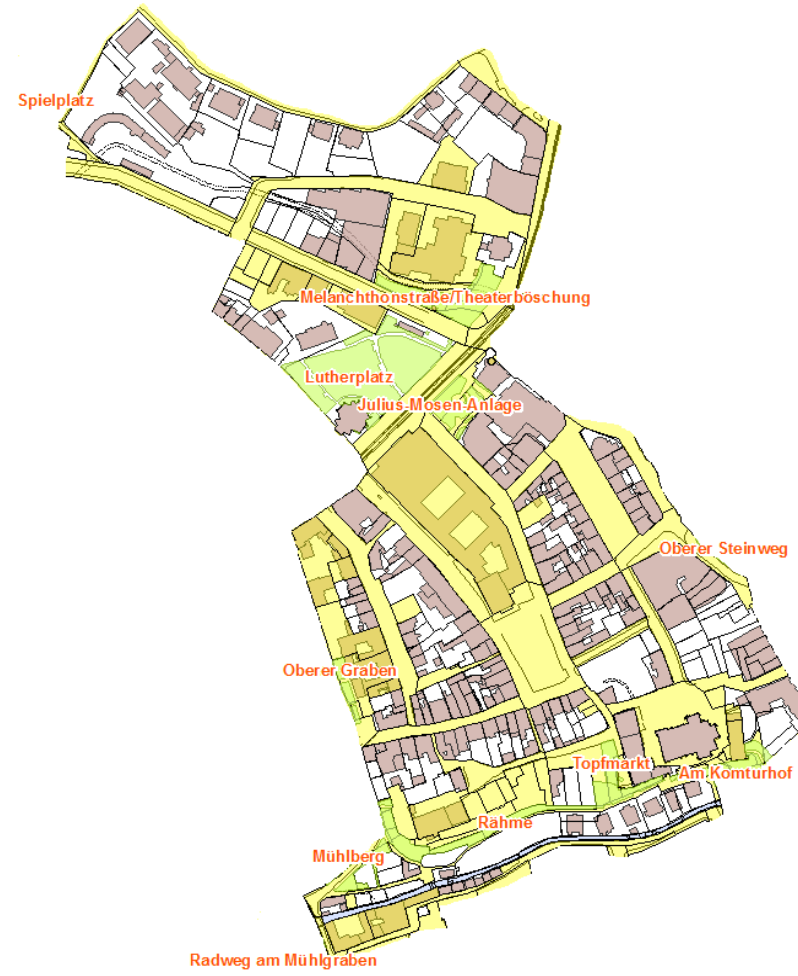 Spielplatz
Melanchthonstraße/Theaterböschung
Lutherplatz
Julius-Mosen-Anlage
Oberer Steinweg
Oberer Graben
Topfmarkt
Am Komturhof
Rähme
Mühlberg
Radweg am Mühlgraben